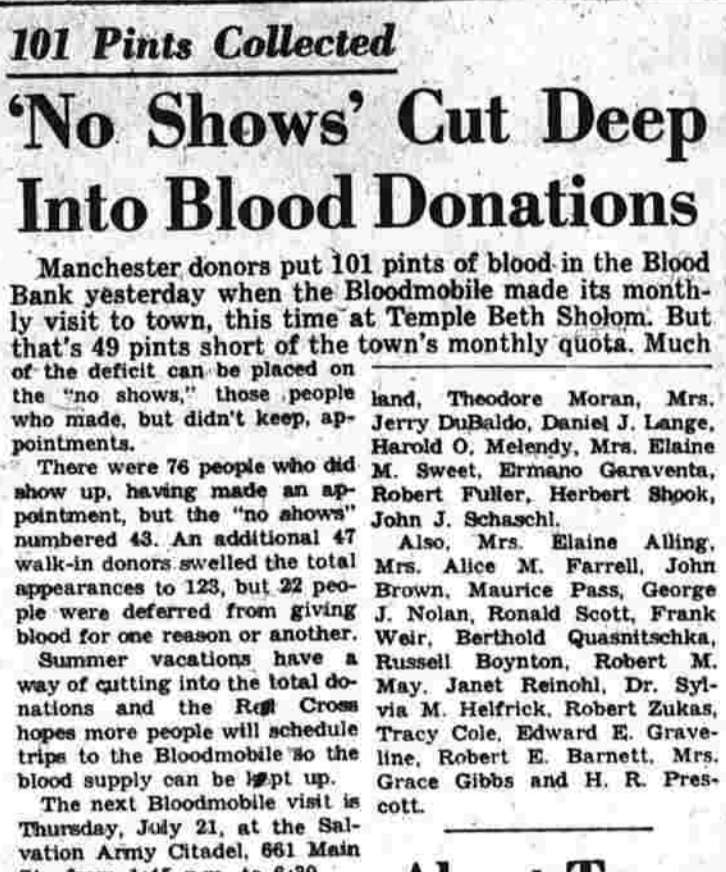 101 Pints Collected
'No Shows' Cut Deep
Into Blood Donations
Manchester donors put 101 pints of blood in the Blood
Bank yesterday when the Bloodmobile made its month-
ly visit to town, this time at Temple Beth Sholom. But
that's 49 pints short of the town's monthly quota. Much
of the deficit can be placed on
the "no shows," those people
who made, but didn't keep, ap-
pointments.
There were 76 people who did
show up, having made an ap-
pointment, but the "no shows"
numbered 43. An additional 47
walk-in donors swelled the total
appearances to 123, but 22 peo-
ple were deferred from giving
blood for one reason or another.
Summer vacations have a
way of cutting into the total do-
nations and the Red Cross
hopes more people will schedule
trips to the Bloodmobile so the
blood supply can be kept up.
The next Bloodmobile visit is
Thursday, July 21, at the Sal-
vation Army Citadel, 661 Main
land, Theodore Moran, Mrs.
Jerry DuBaldo, Daniel J. Lange,
Harold O. Melendy, Mrs. Elaine
M. Sweet, Ermano Garaventa,
Robert Fuller, Herbert Shook,
John J. Schaschl.
Also, Mrs. Elaine Alling,
Mrs. Alice M. Farrell, John
Brown, Maurice Pass, George
J. Nolan, Ronald Scott, Frank
Weir, Berthold Quasnitschka,
Russell Boynton, Robert M.
May, Janet Reinohl, Dr. Syl-
via M. Helfrick, Robert Zukas,
Tracy Cole, Edward E. Grave-
line, Robert E. Barnett, Mrs.
Grace Gibbs and H. R. Pres-
cott.